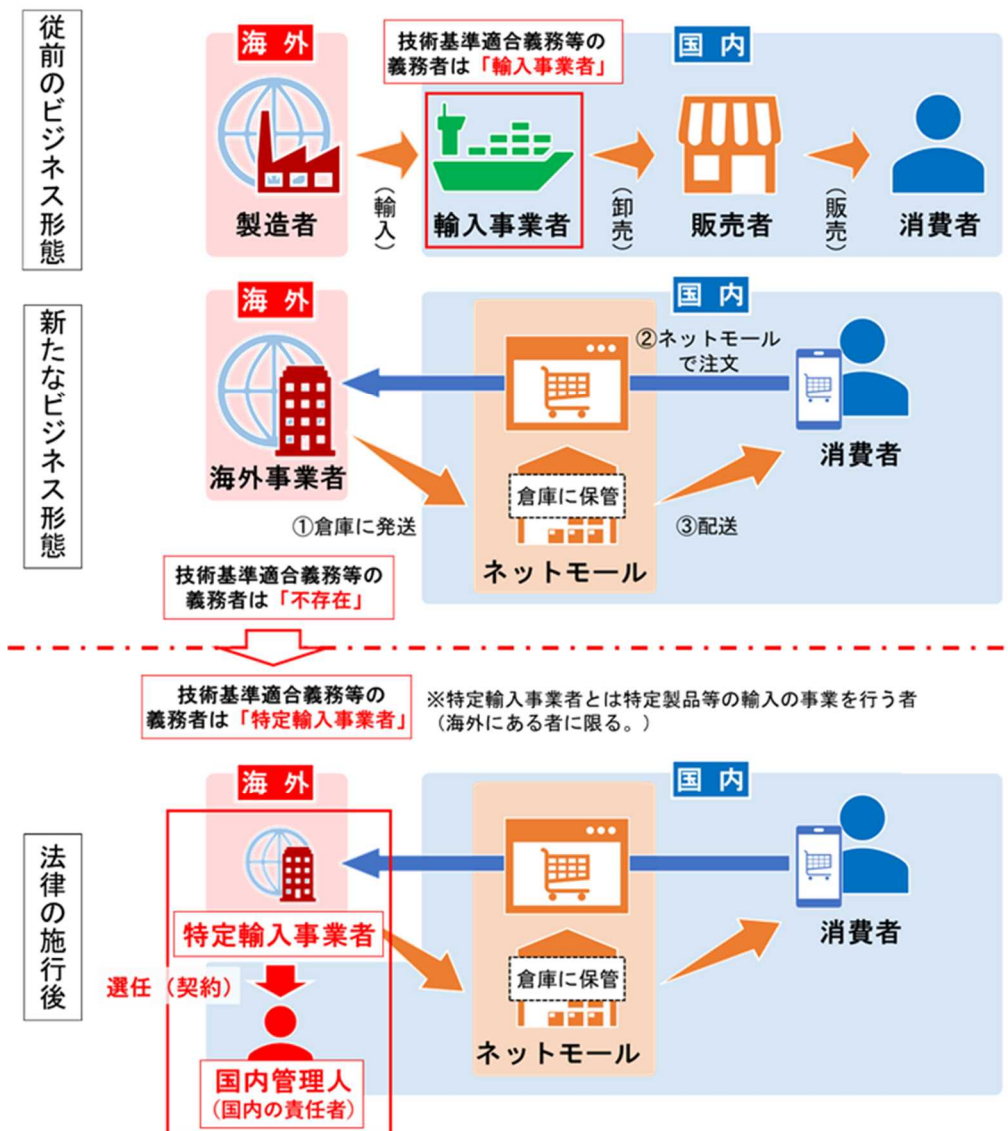 従前のビジネス形態
海外
技術基準適合義務等の
義務者は「輸入事業者」
国内
製造者
（輸入）
輸入事業者
（卸売）
販売者
（販売）
消費者
新たなビジネス形態
海外
国内
②ネットモール
で注文
海外事業者
消費者
①倉庫に発送
倉庫に保管
③配送
ネットモール
技術基準適合義務等の
義務者は「不存在」
技術基準適合義務等の
義務者は「特定輸入事業者」
※特定輸入事業者とは特定製品等の輸入の事業を行う者
（海外にある者に限る。）
法律の施行後
海外
国内
特定輸入事業者
消費者
選任（契約）
倉庫に保管
ネットモール
国内管理人
（国内の責任者）